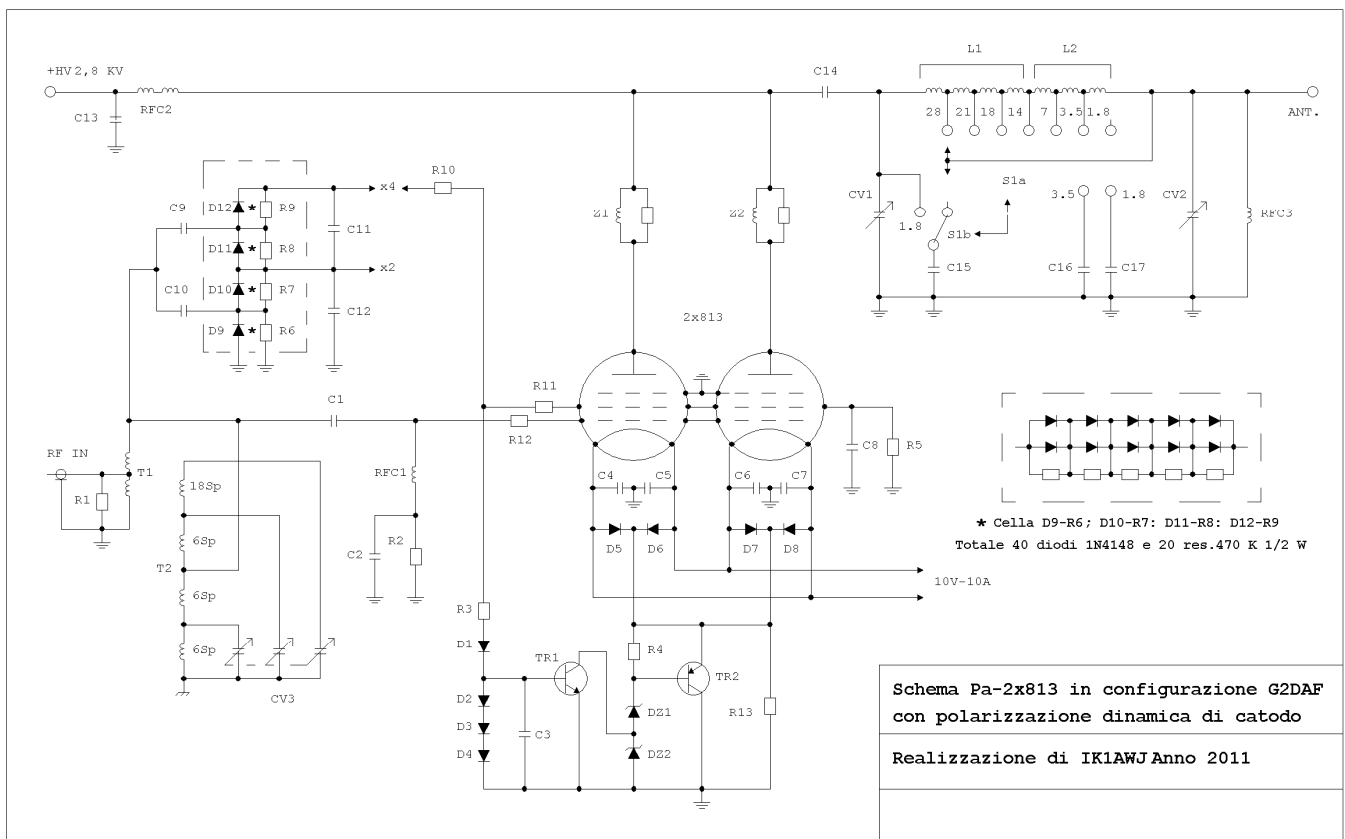 L1
L2
+HV 2,8 KV
C14
RFC2
C13
28
21
18
14
7
3.5
1.8
ANT.
R10
x4
C9
D12
*
R9
C11
Z1
Z2
CV1
S1a
3.5
1.8
CV2
RFC3
D11
*
R8
1.8
S1b
x2
C10
D10
*
R7
C15
C16
C17
C12
D9
*
R6
2x813
R11
C1
R12
C8
R5
RF IN
T1
RFC1
18Sp
C4
C5
C6
C7
R1
* Cella D9-R6; D10-R7: D11-R8: D12-R9
6Sp
C2
R2
D5
D6
D7
D8
Totale 40 diodi 1N4148 e 20 res.470 K 1/2 W
T2
10V-10A
6Sp
R3
D1
6Sp
TR1
R4
TR2
CV3
D2
DZ1
R13
D3
C3
D4
DZ2
Schema Pa-2x813 in configurazione G2DAF
con polarizzazione dinamica di catodo
Realizzazione di IK1AWJ Anno 2011